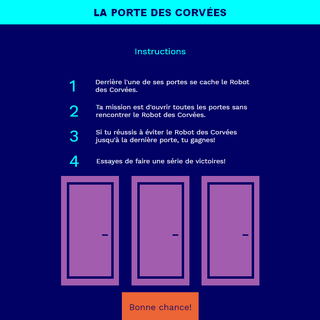 LA PORTE DES CORVÉES
Instructions
1 Derrière l'une de ses portes se cache le Robot
des Corvées.
2 Ta mission est d'ouvrir toutes les portes sans
rencontrer le Robot des Corvées.
3 Si tu réussis à éviter le Robot des Corvées
jusqu'à la dernière porte, tu gagnes!
4 Essayes de faire une série de victoires!
Bonne chance!